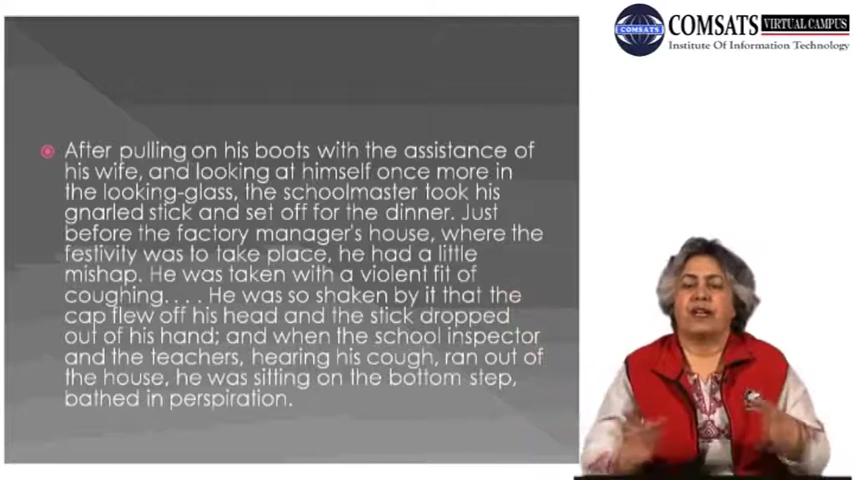 COMSATS VIRTUAL CAMPUS
COMSATS
Institute Of Information Technology
After pulling on his boots with the assistance of
his wife, and looking at himself once more in
the looking-glass, the schoolmaster took his
gnarled stick and set off for the dinner. Just
before the factory manager's house, where the
festivity was to take place, he had a little
mishap. He was taken with a violent fit of
coughing. . . . He was so shaken by it that the
cap flew off his head and the stick dropped
out of his hand; and when the school inspector
and the teachers, hearing his cough, ran out of
the house, he was sitting on the bottom step,
bathed in perspiration.